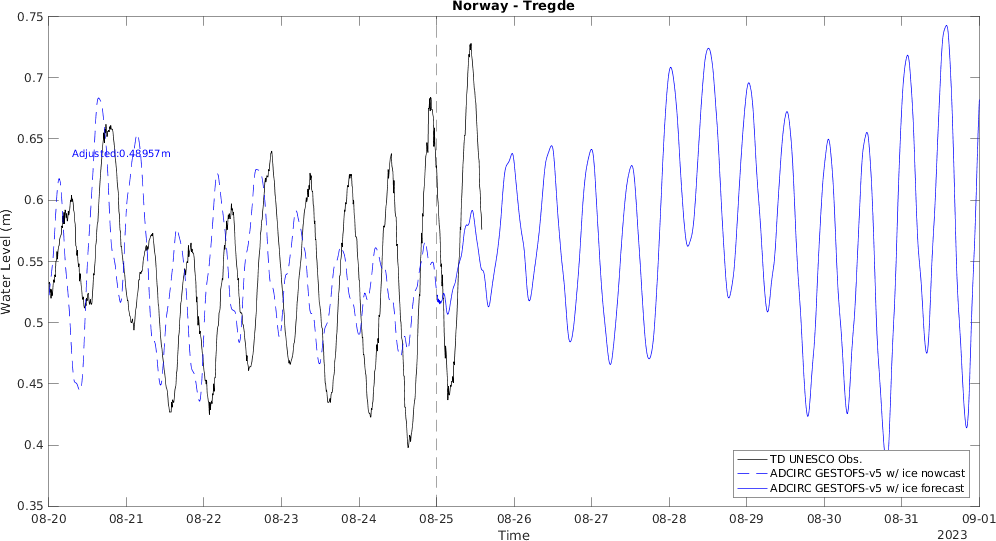 Norway - Tregde
0.75
0.7
0.65
0.6
0.55
0.5
0.45
0.4
0.35
Water Level (m)
Adjusted:0.48957m
TD UNESCO Obs.
ADCIRC GESTOFS-v5 w/ ice nowcast
ADCIRC GESTOFS-v5 w/ ice forecast
08-20 08-21 08-22 08-23 08-24 08-25 08-26 08-27 08-28 08-29 08-30 08-31 09-01
Time
2023